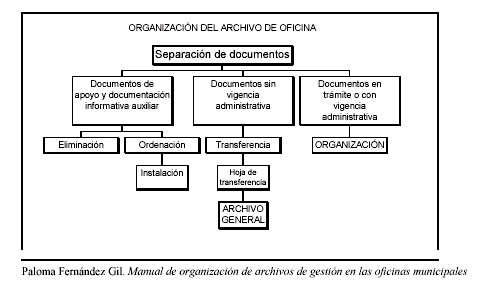 ORGANIZACIÓN DEL ARCHIVO DE OFICINA
Separación de documentos
Documentos de
apoyo y documentación
informativa auxiliar
Documentos sin
vigencia
administrativa
Documentos en
trámite o con
vigencia
administrativa
Eliminación
Ordenación
Transferencia
ORGANIZACIÓN
Instalación
Hoja de
transferencia
ARCHIVO
GENERAL
Paloma Fernández Gil. Manual de organización de archivos de gestión en las oficinas municipales